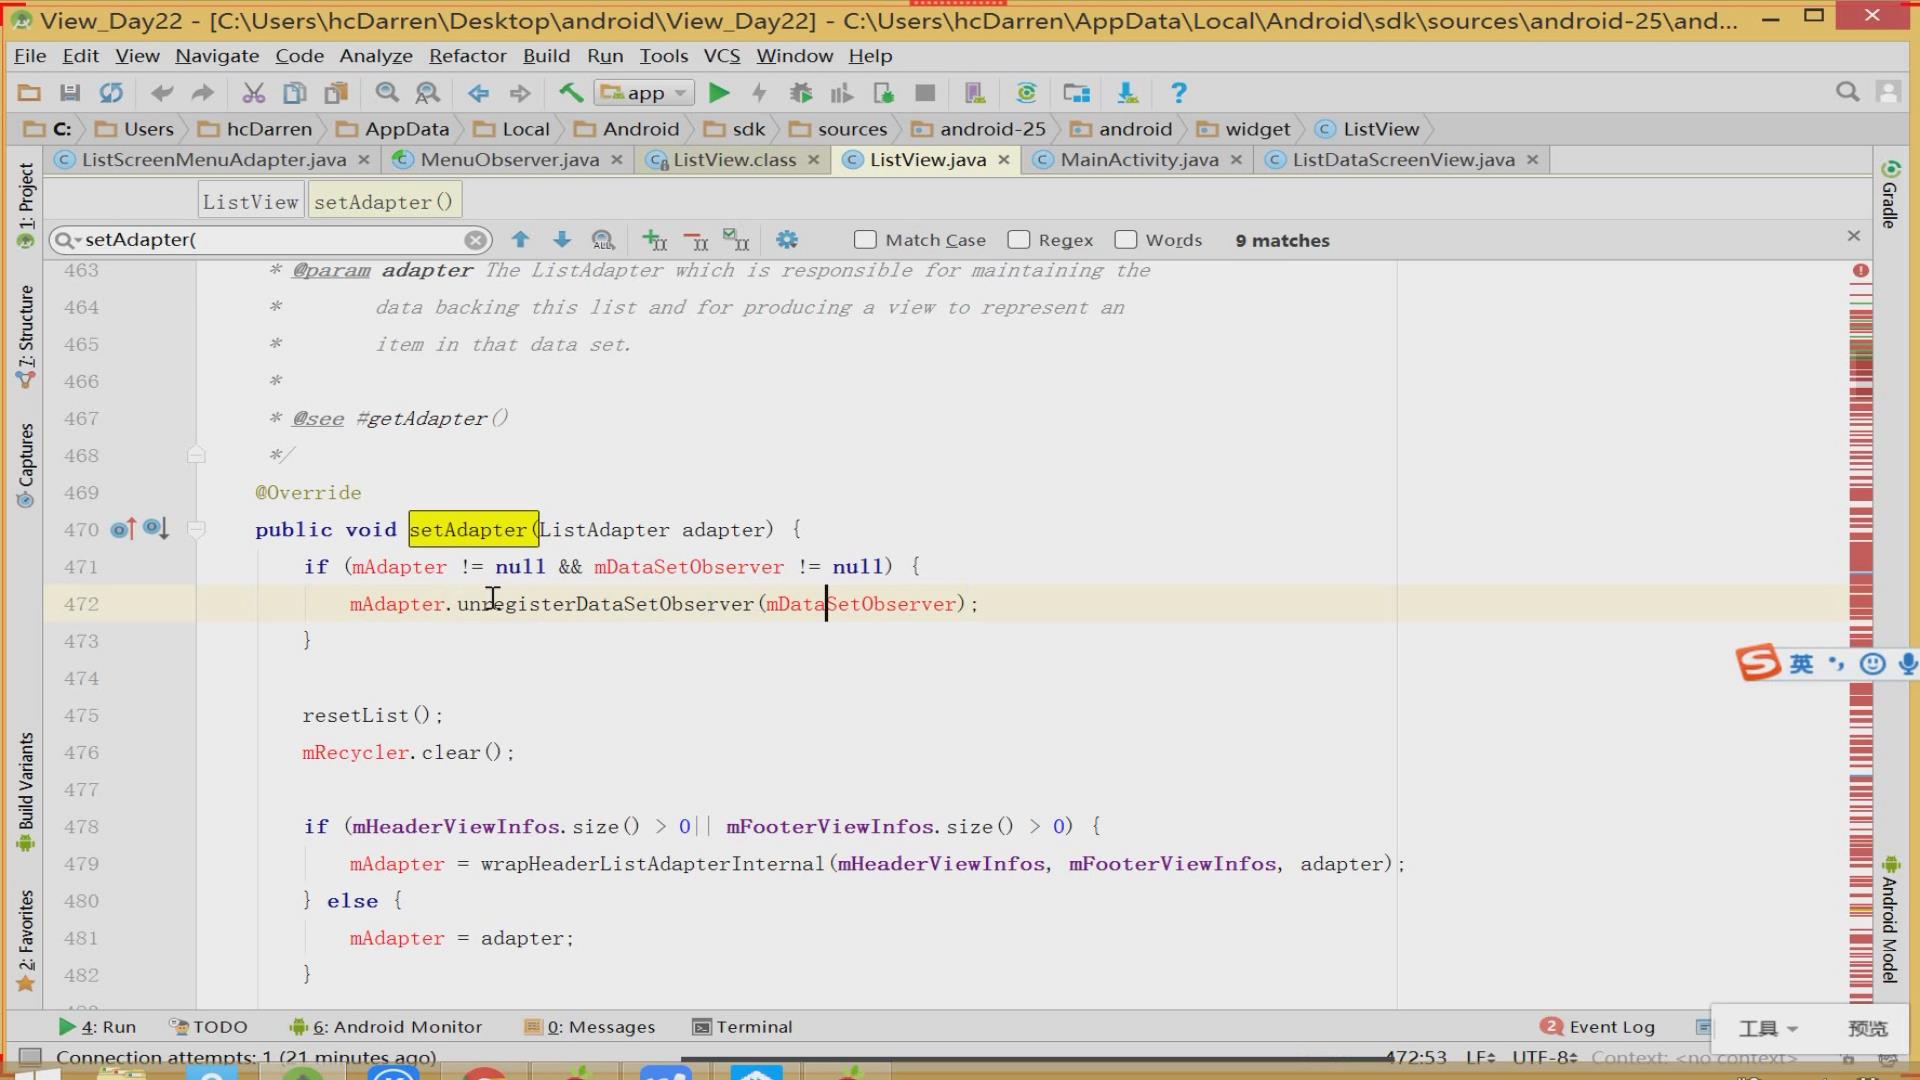 View_Day22 - [C:\Users\hcDarren\Desktop\android\View_Day22] - C:\Users\hcDarren\AppData\Local\Android\sdk\sources\android-25\and...
File Edit View Navigate Code Analyze Refactor Build Run Tools VCS Window Help
app
C: Users hcDarren AppData Local Android sdk sources android-25 android widget ListView
ListScreenMenuAdapter.java MenuObserver.java ListView.class ListView.java MainActivity.java ListDataScreenView.java
ListView setAdapter()
setAdapter( Match Case Regex Words 9 matches
463 * @param adapter The ListAdapter which is responsible for maintaining the
464 * data backing this list and for producing a view to represent an
465 * item in that data set.
466 *
467 * @see #getAdapter()
468 */
469 @Override
470 public void setAdapter(ListAdapter adapter) {
471 if (mAdapter != null && mDataSetObserver != null) {
472 mAdapter.unregisterDataSetObserver(mDataSetObserver);
473 }
474
475 resetList();
476 mRecycler.clear();
477
478 if (mHeaderViewInfos.size() > 0|| mFooterViewInfos.size() > 0) {
479 mAdapter = wrapHeaderListAdapterInternal(mHeaderViewInfos, mFooterViewInfos, adapter);
480 } else {
481 mAdapter = adapter;
482 }
1: Project
7: Structure
Captures
Build Variants
2: Favorites
Gradle
Android Model
英
4: Run TODO 6: Android Monitor 0: Messages Terminal 2 Event Log
工具 预览
Connection attempts: 1 (21 minutes ago) 472:53 LF UTF-8 Context: <no context>